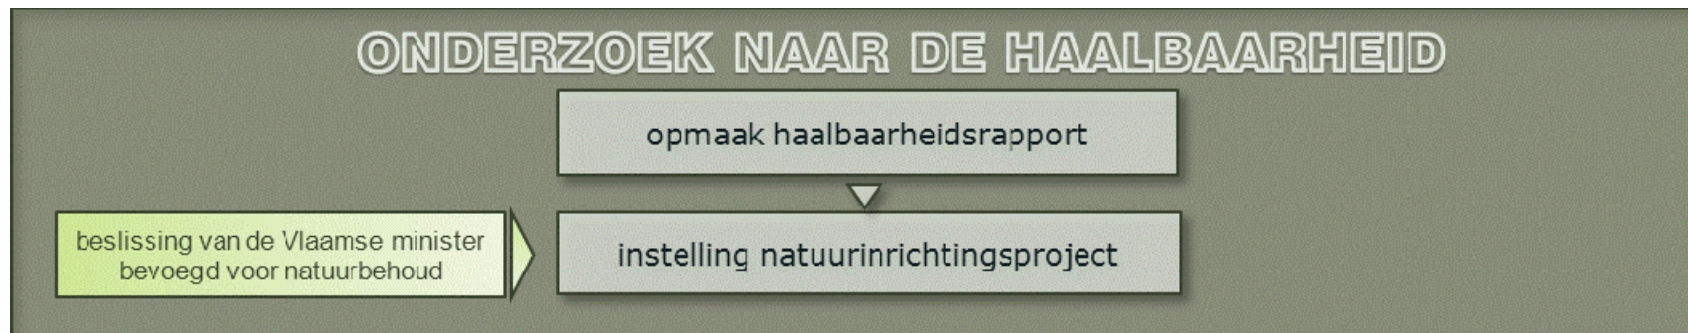 ONDERZOEK NAAR DE HAALBAARHEID
opmaak haalbaarheidsrapport
beslissing van de Vlaamse minister
bevoegd voor natuurbehoud
instelling natuurinrichtingsproject